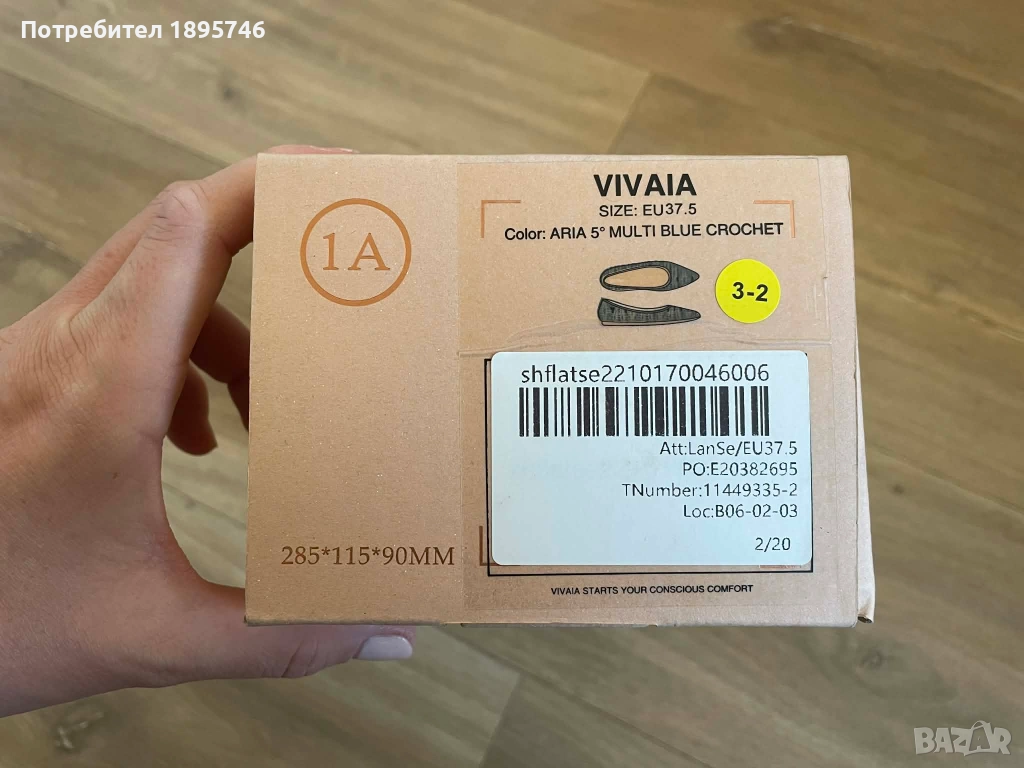 Потребител 1895746
1A
285*115*90MM
VIVAIA
SIZE: EU37.5
Color: ARIA 5° MULTI BLUE CROCHET
3-2
shflatse2210170046006
Att:LanSe/EU37.5
PO:E20382695
TNumber:11449335-2
Loc:B06-02-03
2/20
VIVAIA STARTS YOUR CONSCIOUS COMFORT
BAZAR